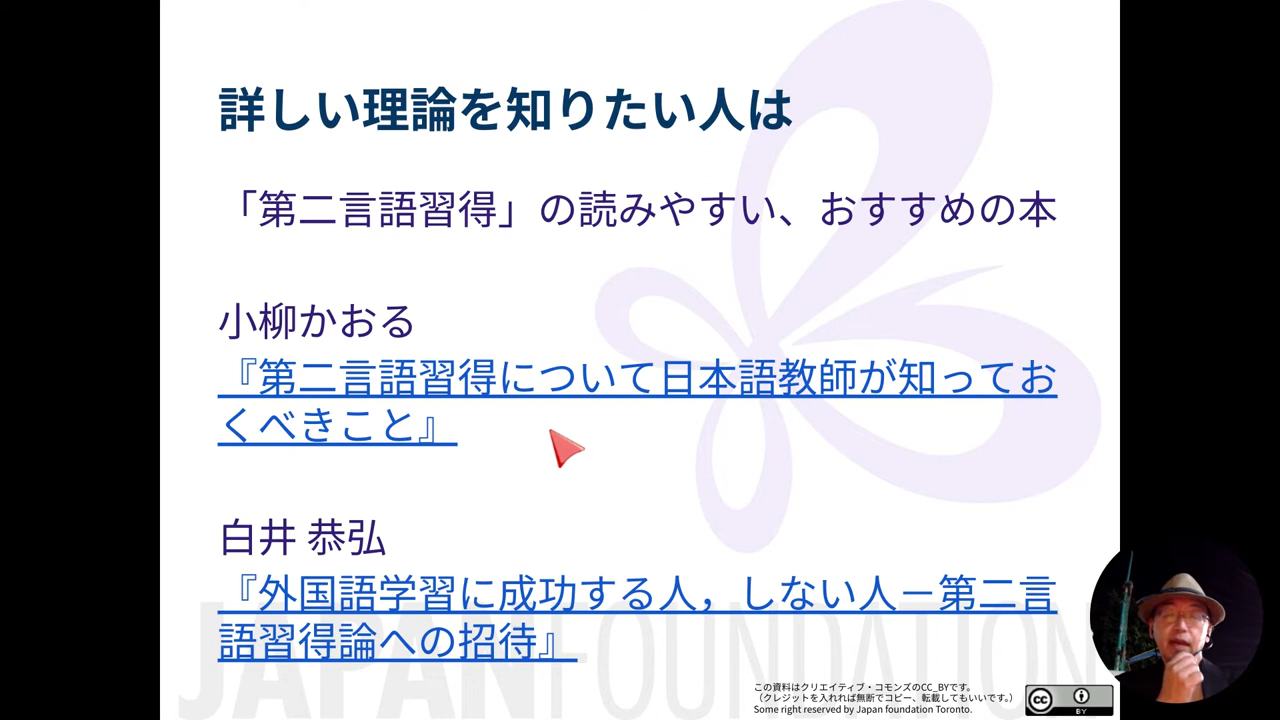 詳しい理論を知りたい人は
「第二言語習得」の読みやすい、おすすめの本
小柳かおる
『第二言語習得について日本語教師が知ってお
くべきこと』
白井 恭弘
『外国語学習に成功する人，しない人－第二言
語習得論への招待』
JAPANFOUNDATION
この資料はクリエイティブ・コモンズのCC_BYです。
（クレジットを入れれば無断でコピー、転載してもいいです。）
Some right reserved by Japan foundation Toronto.
cc
BY